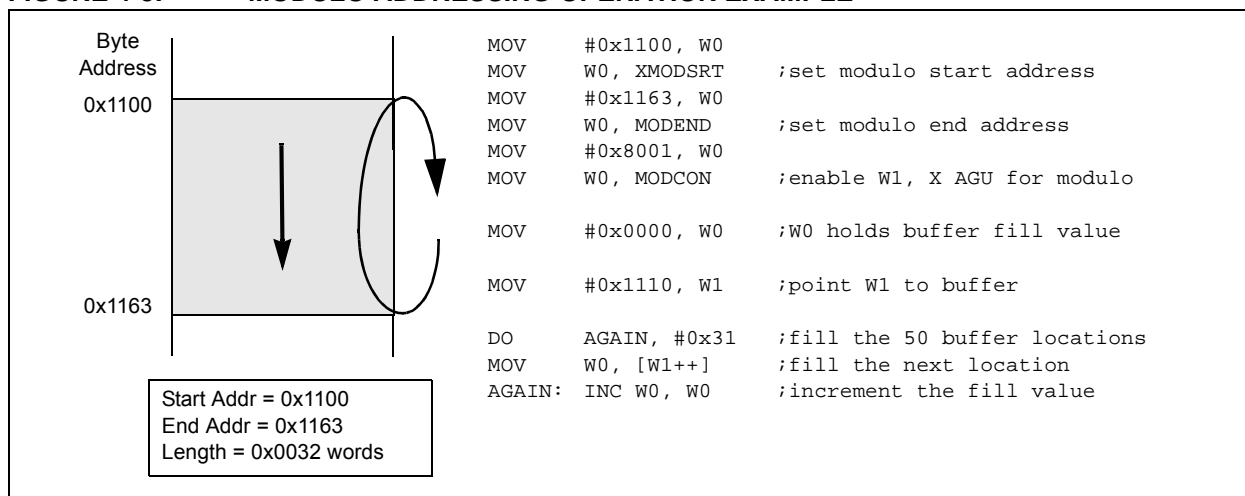 Byte
Address
0x1100
0x1163
Start Addr = 0x1100
End Addr = 0x1163
Length = 0x0032 words
MOV #0x1100, W0
MOV W0, XMODSRT ;set modulo start address
MOV #0x1163, W0
MOV W0, MODEND ;set modulo end address
MOV #0x8001, W0
MOV W0, MODCON ;enable W1, X AGU for modulo
MOV #0x0000, W0 ;W0 holds buffer fill value
MOV #0x1110, W1 ;point W1 to buffer
DO AGAIN, #0x31 ;fill the 50 buffer locations
MOV W0, [W1++] ;fill the next location
AGAIN: INC W0, W0 ;increment the fill value